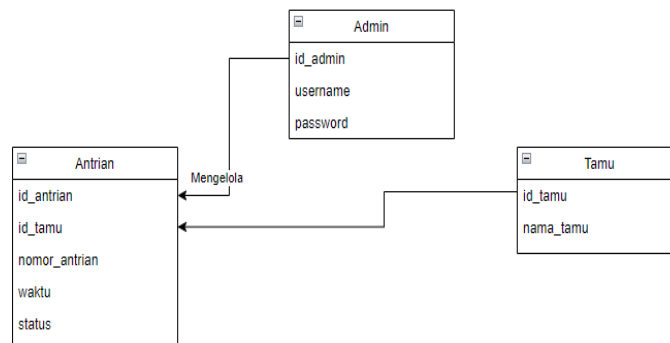 Admin
id_admin
username
password
Antrian
id_antrian
id_tamu
nomor_antrian
waktu
status
Mengelola
Tamu
id_tamu
nama_tamu